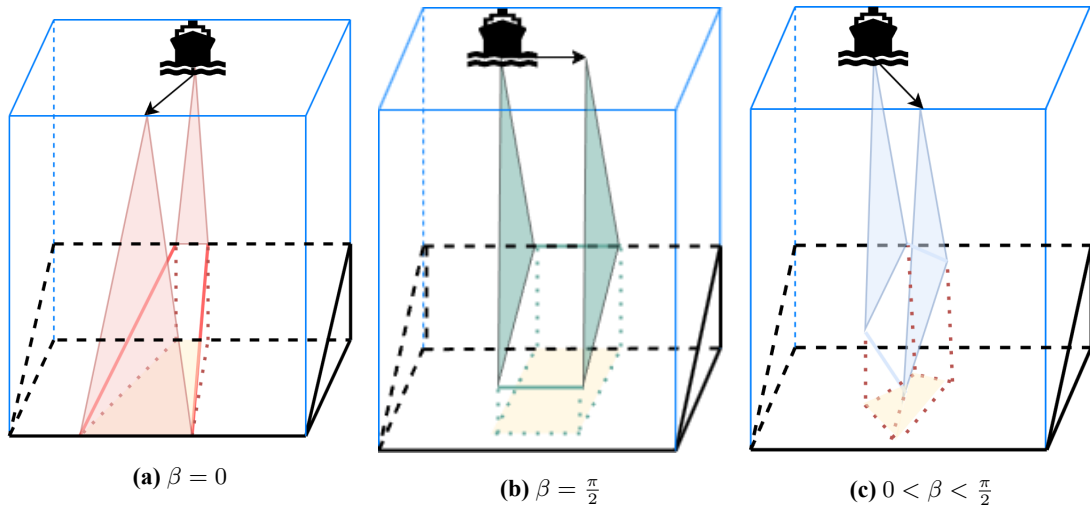 (a) β = 0
(b) β = π/2
(c) 0 < β < π/2